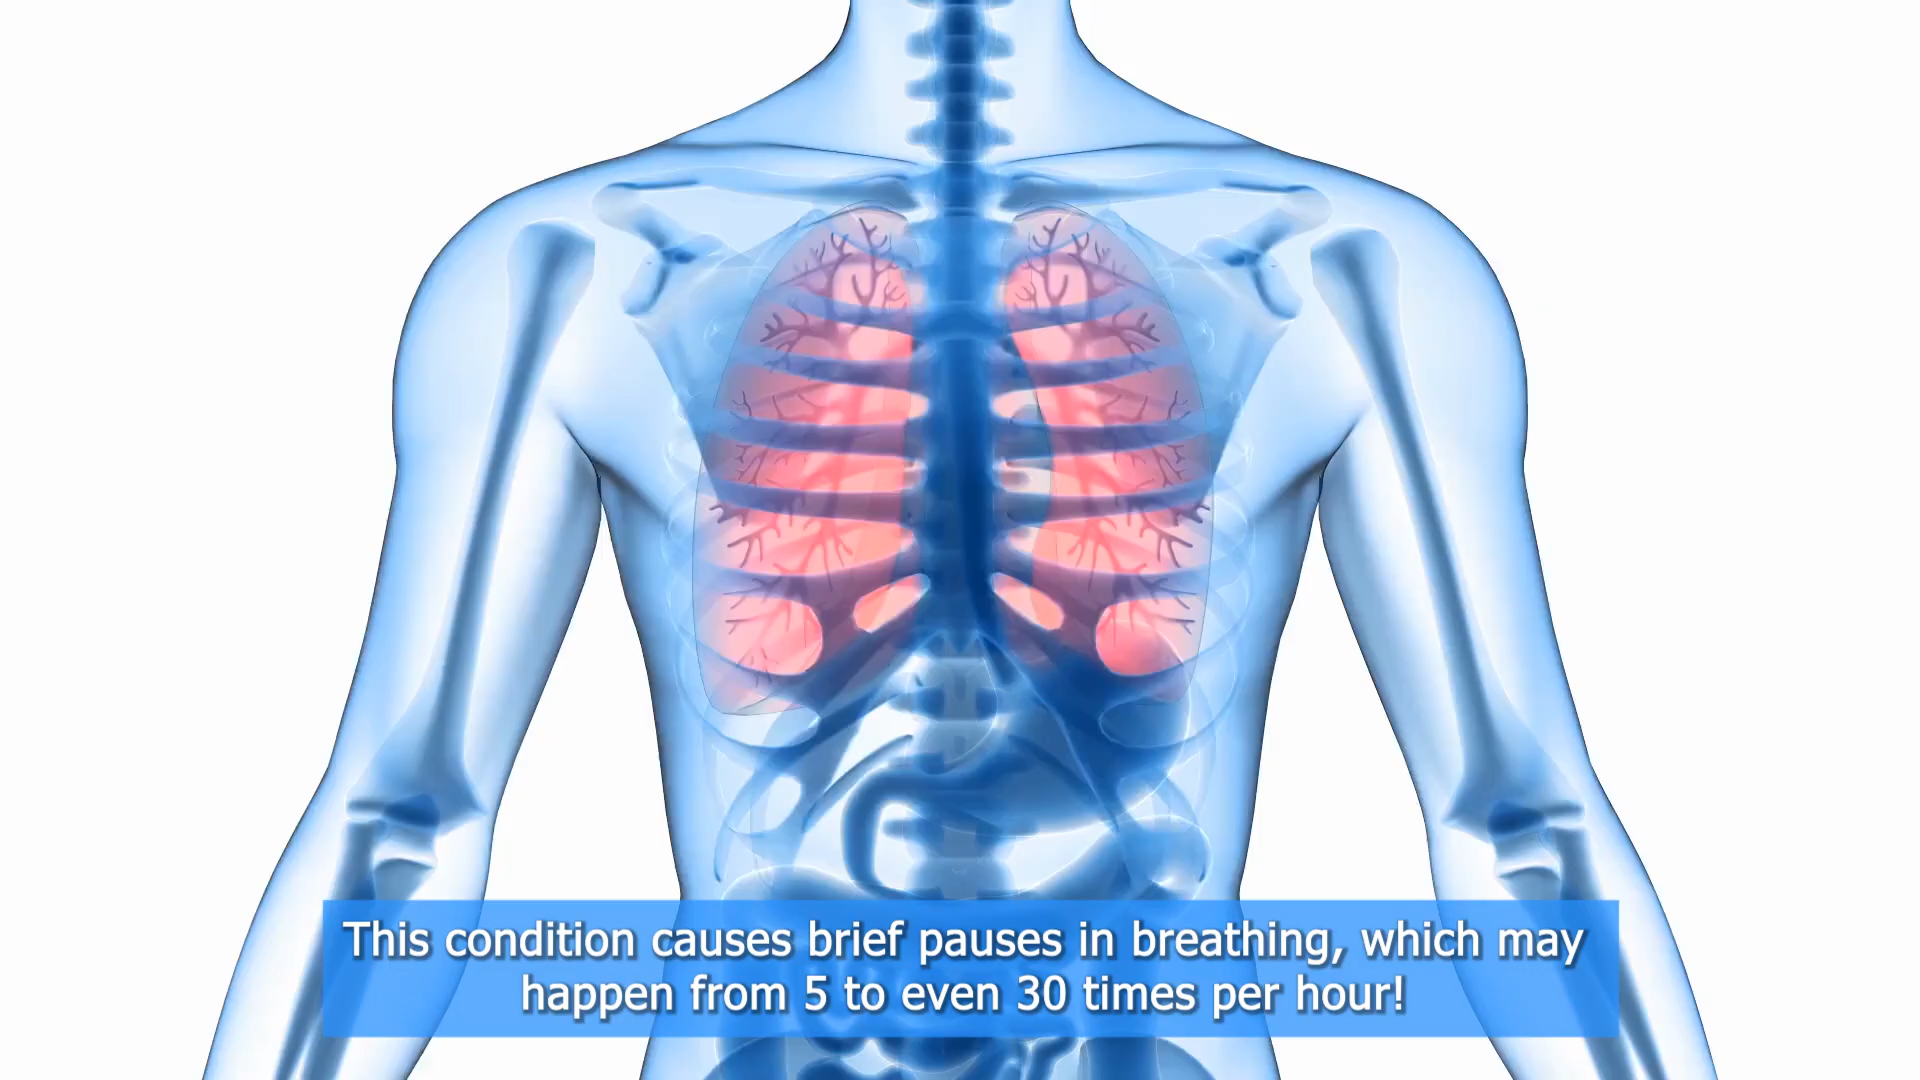 This condition causes brief pauses in breathing, which may
happen from 5 to even 30 times per hour!